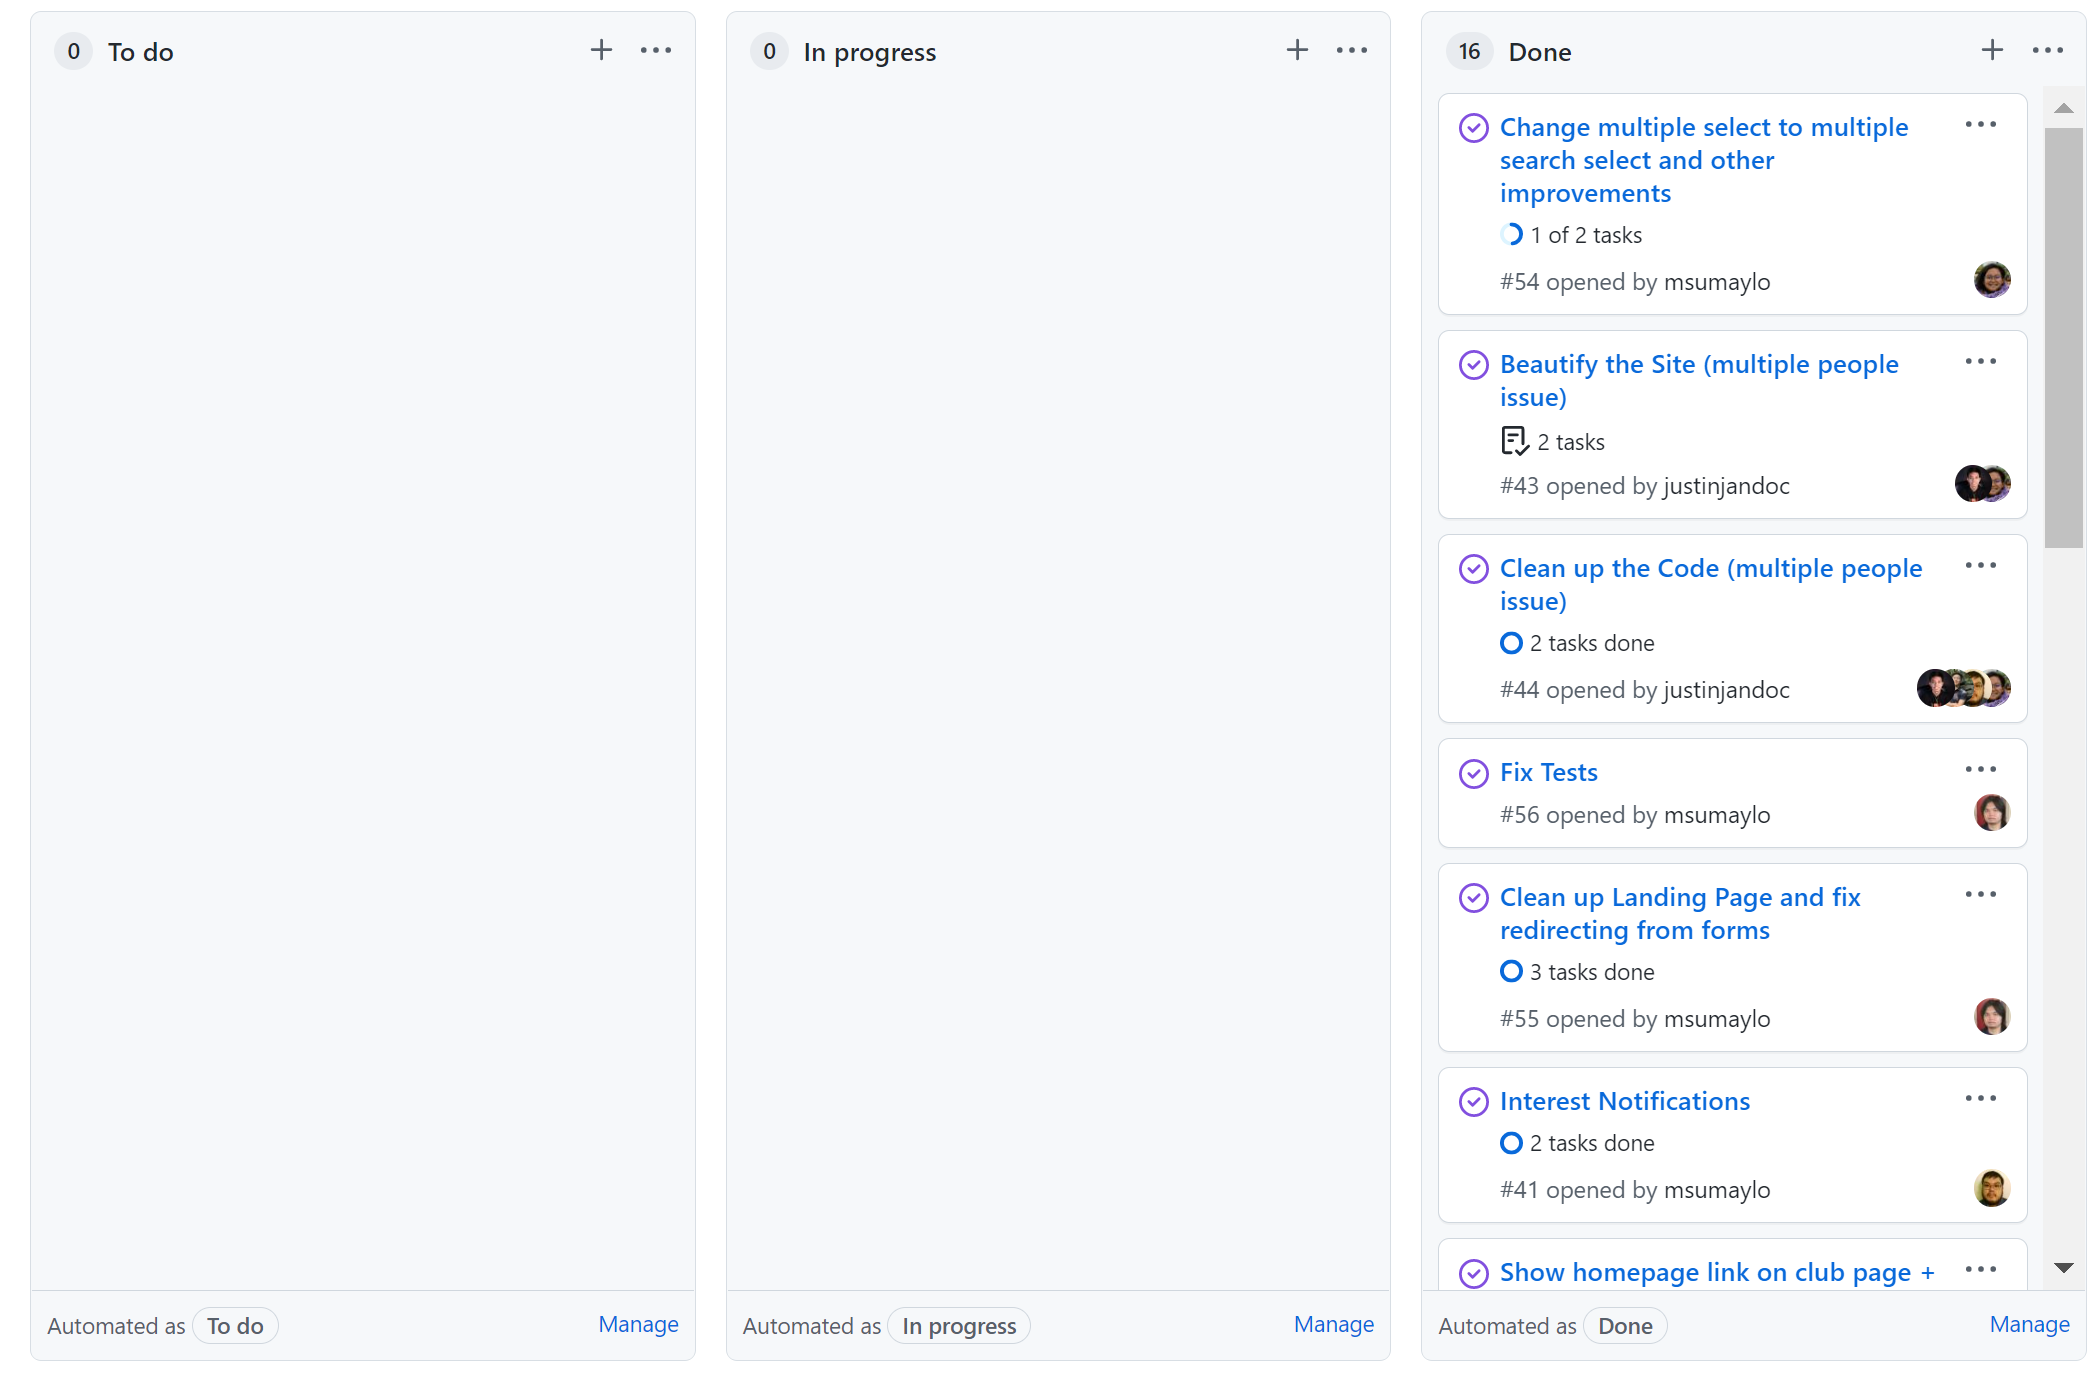 0 To do
0 In progress
16 Done
Change multiple select to multiple
search select and other
improvements
1 of 2 tasks
#54 opened by msumaylo
Beautify the Site (multiple people
issue)
2 tasks
#43 opened by justinjandoc
Clean up the Code (multiple people
issue)
2 tasks done
#44 opened by justinjandoc
Fix Tests
#56 opened by msumaylo
Clean up Landing Page and fix
redirecting from forms
3 tasks done
#55 opened by msumaylo
Interest Notifications
2 tasks done
#41 opened by msumaylo
Show homepage link on club page +
Automated as To do Manage
Automated as In progress Manage
Automated as Done Manage